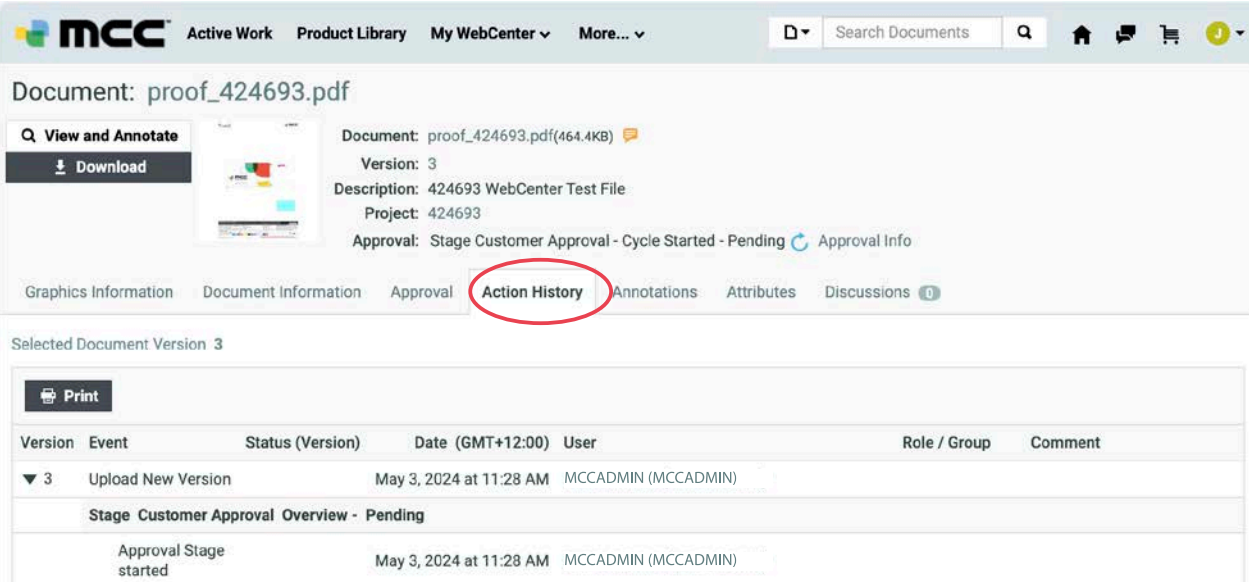 mcc Active Work Product Library My WebCenter More... Search Documents J
Document: proof_424693.pdf
View and Annotate
Download
Document: proof_424693.pdf(464.4KB)
Version: 3
Description: 424693 WebCenter Test File
Project: 424693
Approval: Stage Customer Approval - Cycle Started - Pending Approval Info
Graphics Information Document Information Approval Action History Annotations Attributes Discussions 0
Selected Document Version 3
Print
Version Event Status (Version) Date (GMT+12:00) User Role / Group Comment
3 Upload New Version May 3, 2024 at 11:28 AM MCCADMIN (MCCADMIN)
Stage Customer Approval Overview - Pending
Approval Stage
started May 3, 2024 at 11:28 AM MCCADMIN (MCCADMIN)